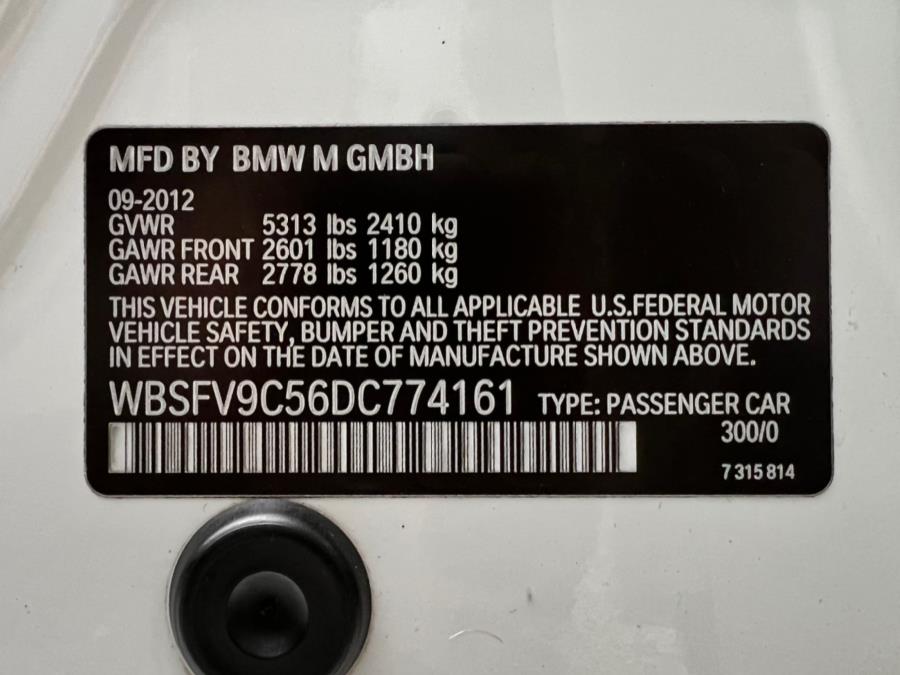 MFD BY BMW M GMBH
09-2012
GVWR 5313 lbs 2410 kg
GAWR FRONT 2601 lbs 1180 kg
GAWR REAR 2778 lbs 1260 kg
THIS VEHICLE CONFORMS TO ALL APPLICABLE U.S.FEDERAL MOTOR
VEHICLE SAFETY, BUMPER AND THEFT PREVENTION STANDARDS
IN EFFECT ON THE DATE OF MANUFACTURE SHOWN ABOVE.
WBSFV9C56DC774161 TYPE: PASSENGER CAR
300/0
7 315 814